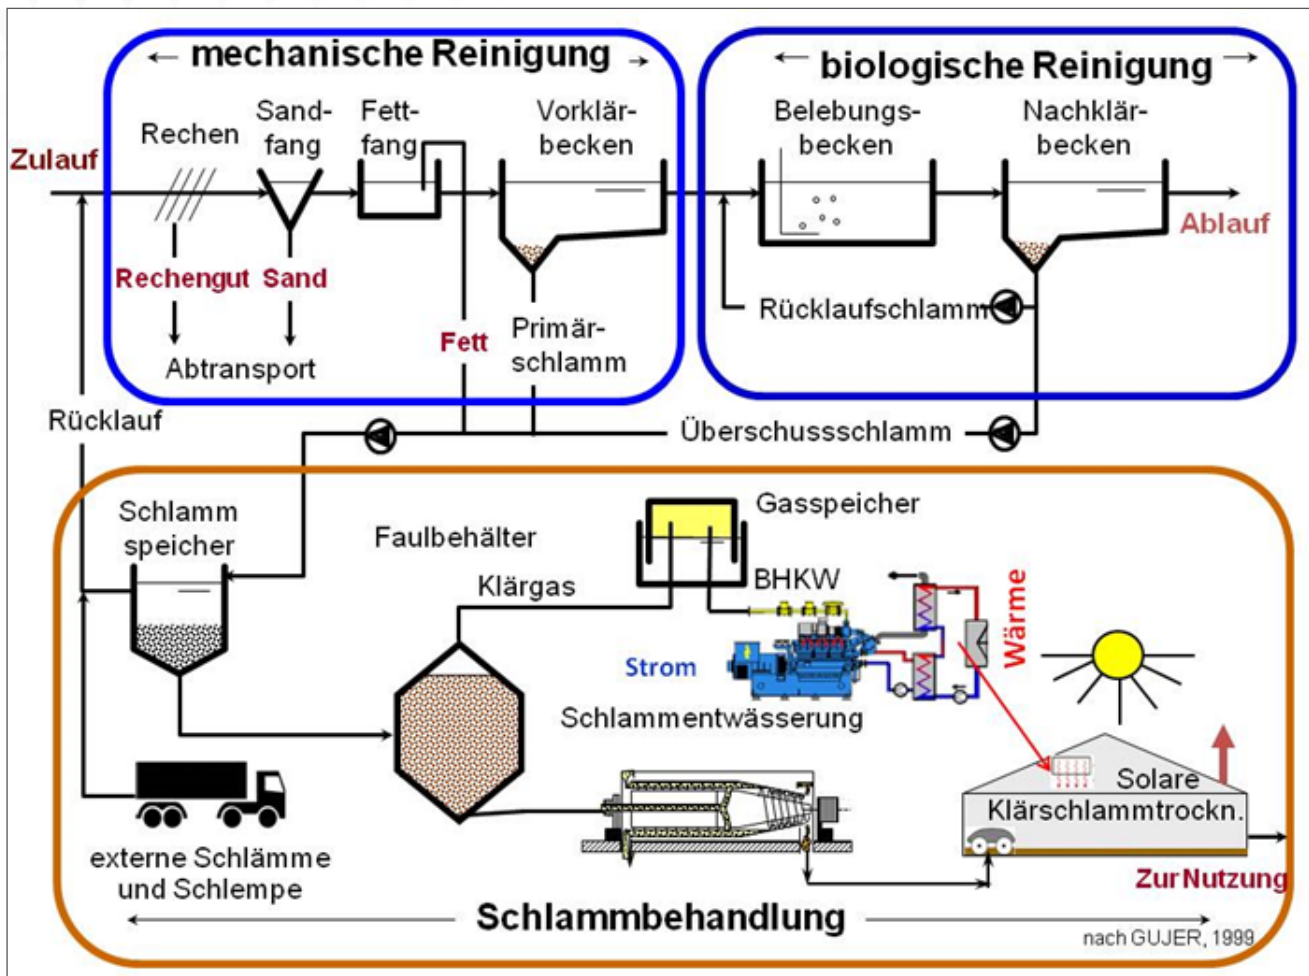 mechanische Reinigung
biologische Reinigung
Zulauf
Rechen
Sand-
fang
Fett-
fang
Vorklär-
becken
Belebungs-
becken
Nachklär-
becken
Ablauf
Rechengut
Sand
Fett
Primär-
schlamm
Abtransport
Rücklaufschlamm
Rücklauf
Überschussschlamm
Schlamm
speicher
Faulbehälter
Klärgas
Gasspeicher
BHKW
Strom
Wärme
Schlammentwässerung
Solare
Klärschlammtrockn.
externe Schlämme
und Schlempe
Zur Nutzung
Schlammbehandlung
nach GUJER, 1999